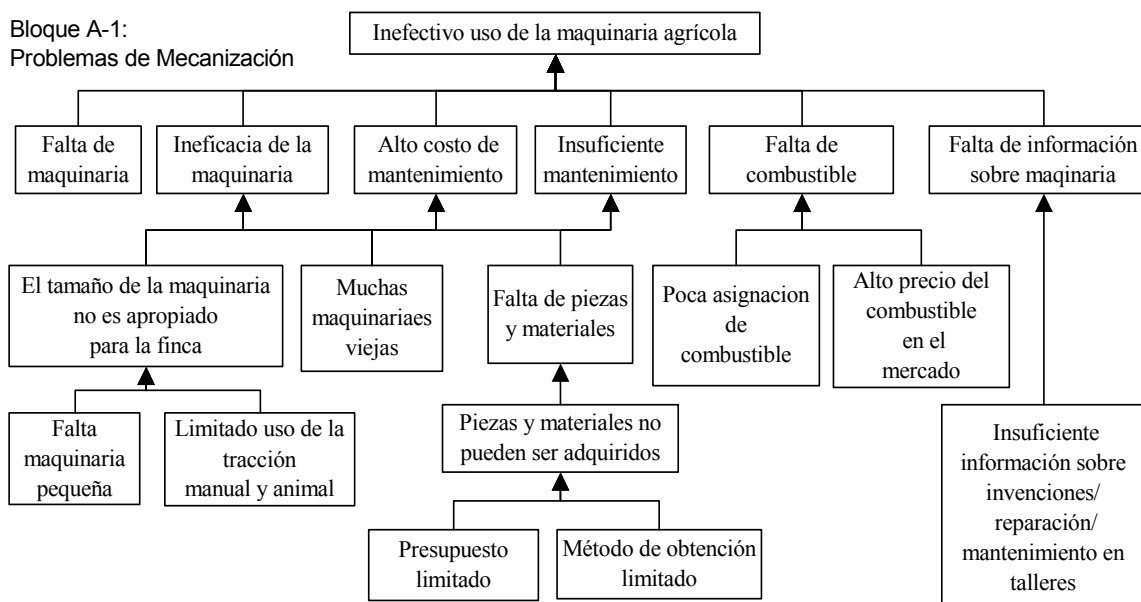 Bloque A-1:
Problemas de Mecanización
Inefectivo uso de la maquinaria agrícola
Falta de
maquinaria
Ineficacia de la
maquinaria
Alto costo de
mantenimiento
Insuficiente
mantenimiento
Falta de
combustible
Falta de información
sobre maqinaria
El tamaño de la maquinaria
no es apropiado
para la finca
Muchas
maquinariaes
viejas
Falta de piezas
y materiales
Poca asignacion
de
combustible
Alto precio del
combustible
en el
mercado
Falta
maquinaria
pequeña
Limitado uso de la
tracción
manual y animal
Piezas y materiales no
pueden ser adquiridos
Insuficiente
información sobre
invenciones/
reparación/
mantenimiento en
talleres
Presupuesto
limitado
Método de obtención
limitado